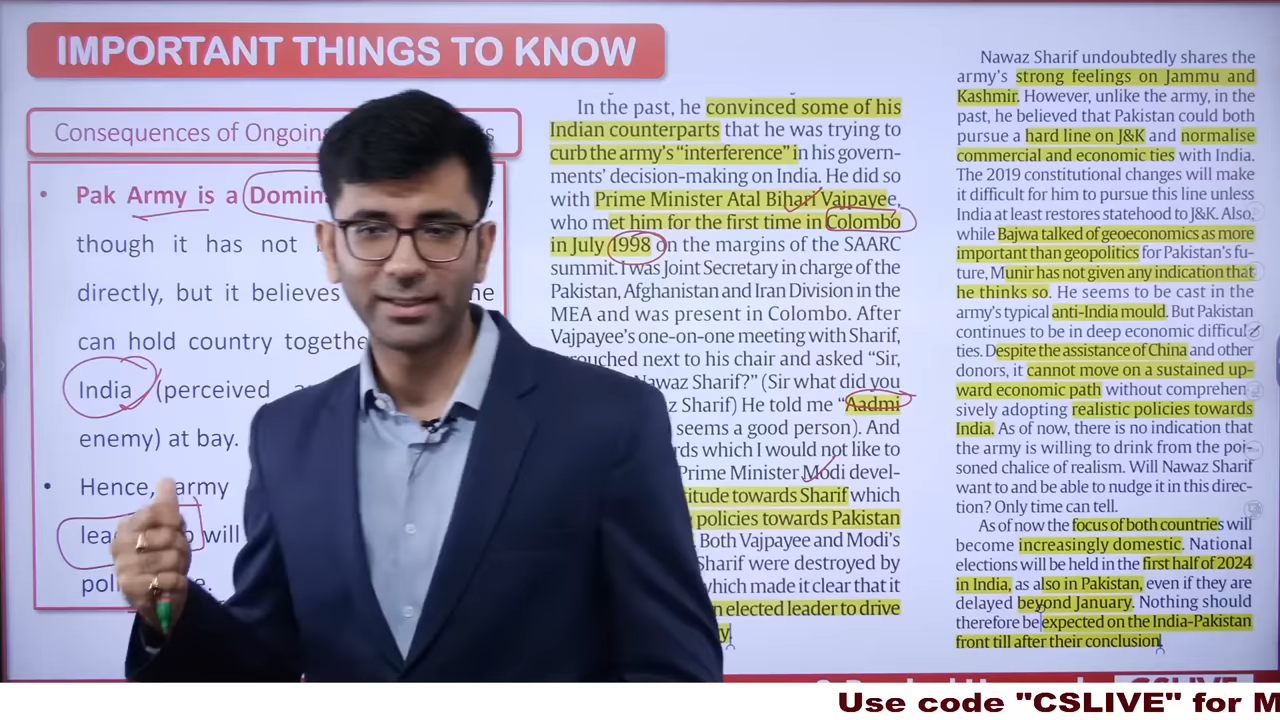 IMPORTANT THINGS TO KNOW
Consequences of
• Pak Army is a
though it has not
directly, but it believes
can hold country
India (perceived
enemy) at bay.
• Hence, army
will
In the past, he convinced some of his
Indian counterparts that he was trying to
curb the army's “interference” in his govern-
ments' decision-making on India. He did so
with Prime Minister Atal Bihari Vajpayee,
who met him for the first time in Colombo
in July 1998 on the margins of the SAARC
summit. I was Joint Secretary in charge of the
Pakistan, Afghanistan and Iran Division in the
MEA and was present in Colombo. After
Vajpayee's one-on-one meeting with Sharif,
next to his chair and asked “Sir,
Nawaz Sharif?” (Sir what did you
Sharif) He told me “Aadmi
seems a good person). And
which I would not like to
Prime Minister Modi devel-
towards Sharif which
policies towards Pakistan
Both Vajpayee and Modi's
Sharif were destroyed by
which made it clear that it
elected leader to drive
Nawaz Sharif undoubtedly shares the
army's strong feelings on Jammu and
Kashmir. However, unlike the army, in the
past, he believed that Pakistan could both
pursue a hard line on J&K and normalise
commercial and economic ties with India.
The 2019 constitutional changes will make
it difficult for him to pursue this line unless
India at least restores statehood to J&K. Also,
while Bajwa talked of geoeconomics as more
important than geopolitics for Pakistan's fu-
ture, Munir has not given any indication that
he thinks so. He seems to be cast in the
army's typical anti-India mould. But Pakistan
continues to be in deep economic difficul-
ties. Despite the assistance of China and other
donors, it cannot move on a sustained up-
ward economic path without comprehen-
sively adopting realistic policies towards
India. As of now, there is no indication that
the army is willing to drink from the poi-
soned chalice of realism. Will Nawaz Sharif
want to and be able to nudge it in this direc-
tion? Only time can tell.
As of now the focus of both countries will
become increasingly domestic. National
elections will be held in the first half of 2024
in India, as also in Pakistan, even if they are
delayed beyond January. Nothing should
therefore be expected on the India-Pakistan
front till after their conclusion.
Use code "CSLIVE" for